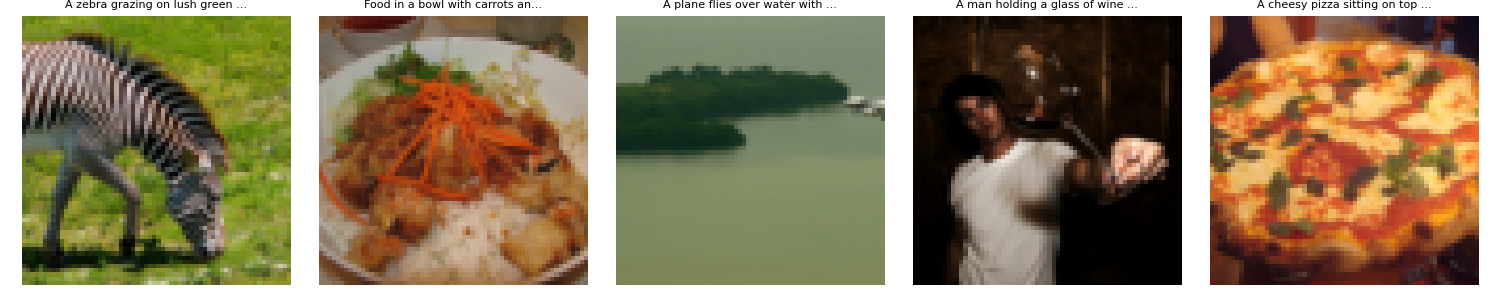 A zebra grazing on lush green ...
Food in a bowl with carrots an...
A plane flies over water with ...
A man holding a glass of wine ...
A cheesy pizza sitting on top ...